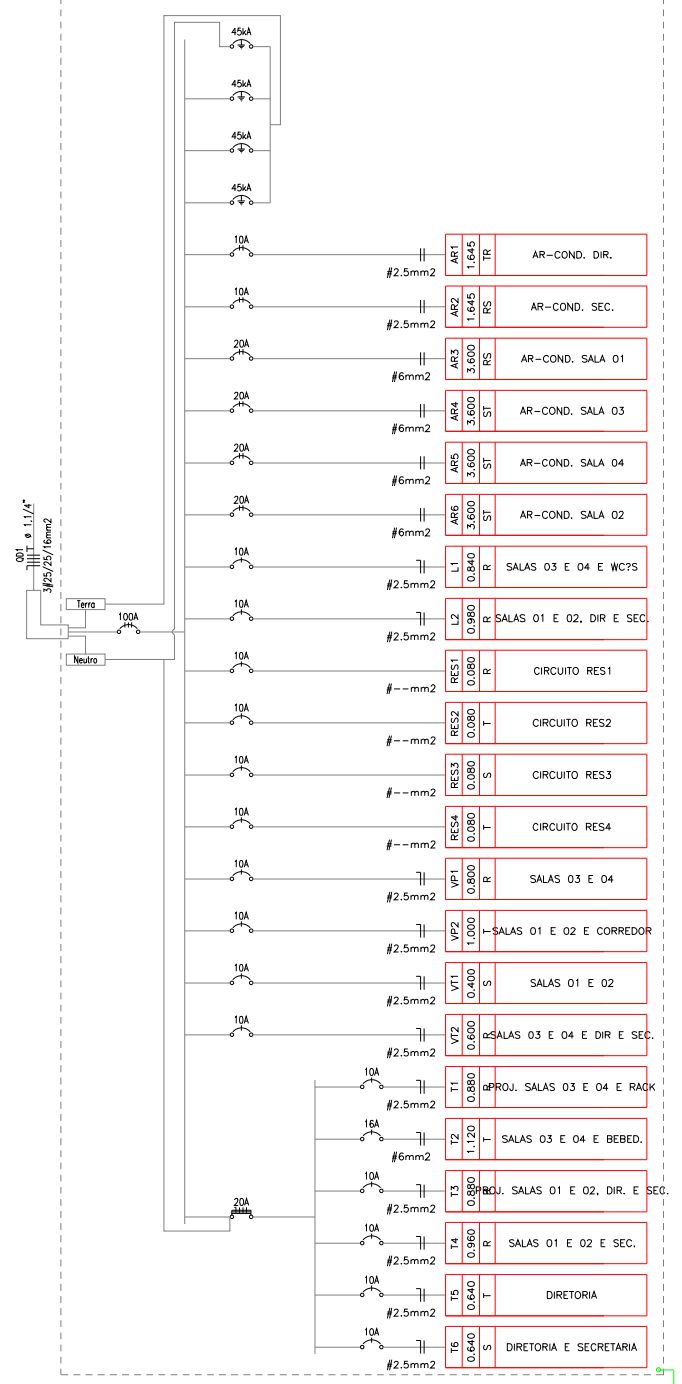 45kA
45kA
45kA
45kA
10A
#2.5mm2
AR1
1.645
TR
AR-COND. DIR.
10A
#2.5mm2
AR2
1.645
RS
AR-COND. SEC.
20A
#6mm2
AR3
3.600
RS
AR-COND. SALA 01
20A
#6mm2
AR4
3.600
ST
AR-COND. SALA 03
20A
#6mm2
AR5
3.600
ST
AR-COND. SALA 04
20A
#6mm2
AR6
3.600
ST
AR-COND. SALA 02
QD1
T ø 1.1/4"
3#25/25/16mm2
Terra
100A
Neutro
10A
#2.5mm2
L1
0.840
R
SALAS 03 E 04 E WC?S
10A
#2.5mm2
L2
0.980
R
SALAS 01 E 02, DIR E SEC.
10A
#--mm2
RES1
0.080
R
CIRCUITO RES1
10A
#--mm2
RES2
0.080
T
CIRCUITO RES2
10A
#--mm2
RES3
0.080
S
CIRCUITO RES3
10A
#--mm2
RES4
0.080
T
CIRCUITO RES4
10A
#2.5mm2
VP1
0.800
R
SALAS 03 E 04
10A
#2.5mm2
VP2
1.000
T
SALAS 01 E 02 E CORREDOR
10A
#2.5mm2
VT1
0.400
S
SALAS 01 E 02
10A
#2.5mm2
VT2
0.600
R
SALAS 03 E 04 E DIR E SEC.
20A
10A
#2.5mm2
T1
0.880
R
PROJ. SALAS 03 E 04 E RACK
16A
#6mm2
T2
1.120
T
SALAS 03 E 04 E BEBED.
10A
#2.5mm2
T3
0.880
PROJ. SALAS 01 E 02, DIR. E SEC.
10A
#2.5mm2
T4
0.960
R
SALAS 01 E 02 E SEC.
10A
#2.5mm2
T5
0.640
T
DIRETORIA
10A
#2.5mm2
T6
0.640
S
DIRETORIA E SECRETARIA